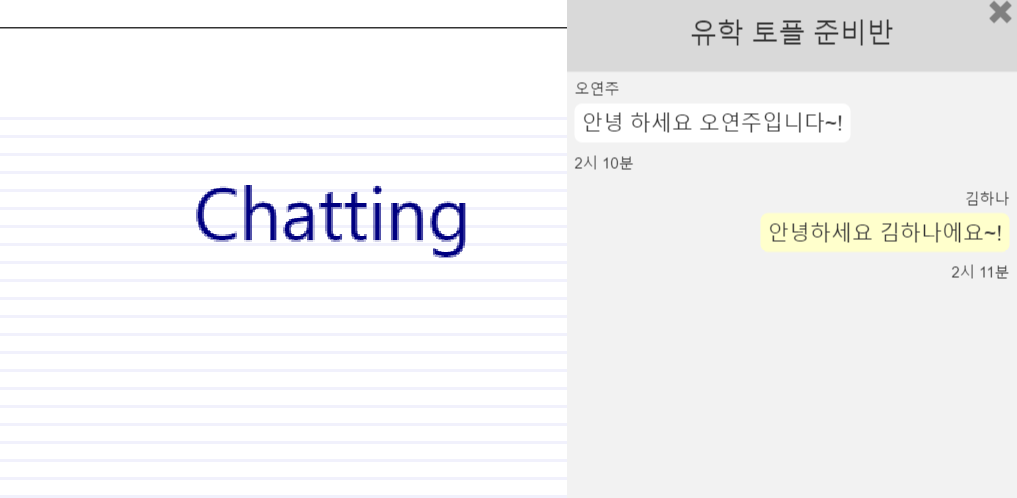 Chatting
유학 토플 준비반
오연주
안녕 하세요 오연주입니다~!
2시 10분
김하나
안녕하세요 김하나에요~!
2시 11분